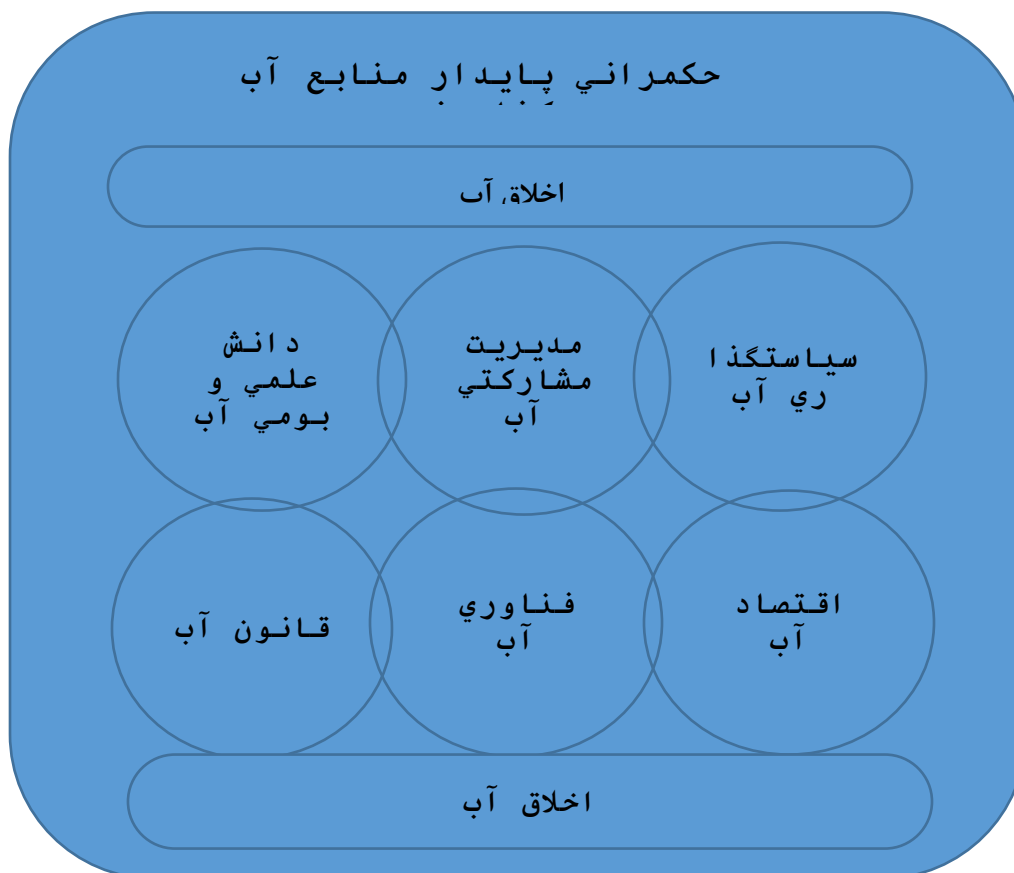 حکمراني پايدار منابع آب
اخلاق آب
سياستگذا
ري آب
مديريت
مشارکتي
آب
دانش
علمي و
بومي آب
اقتصاد
آب
فناوري
آب
قانون آب
اخلاق آب